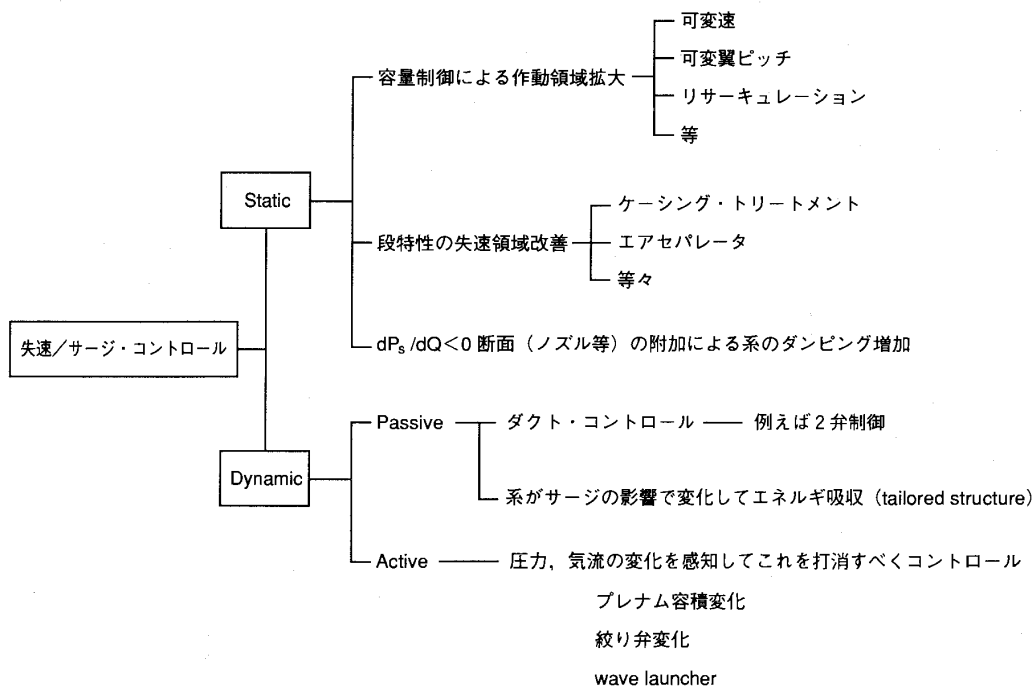 失速／サージ・コントロール
Static
容量制御による作動領域拡大
可変速
可変翼ピッチ
リサーキュレーション
等
段特性の失速領域改善
ケーシング・トリートメント
エアセパレータ
等々
dPs /dQ＜0 断面（ノズル等）の附加による系のダンピング増加
Dynamic
Passive
ダクト・コントロール
例えば2弁制御
系がサージの影響で変化してエネルギ吸収（tailored structure）
Active
圧力，気流の変化を感知してこれを打消すべくコントロール
プレナム容積変化
絞り弁変化
wave launcher